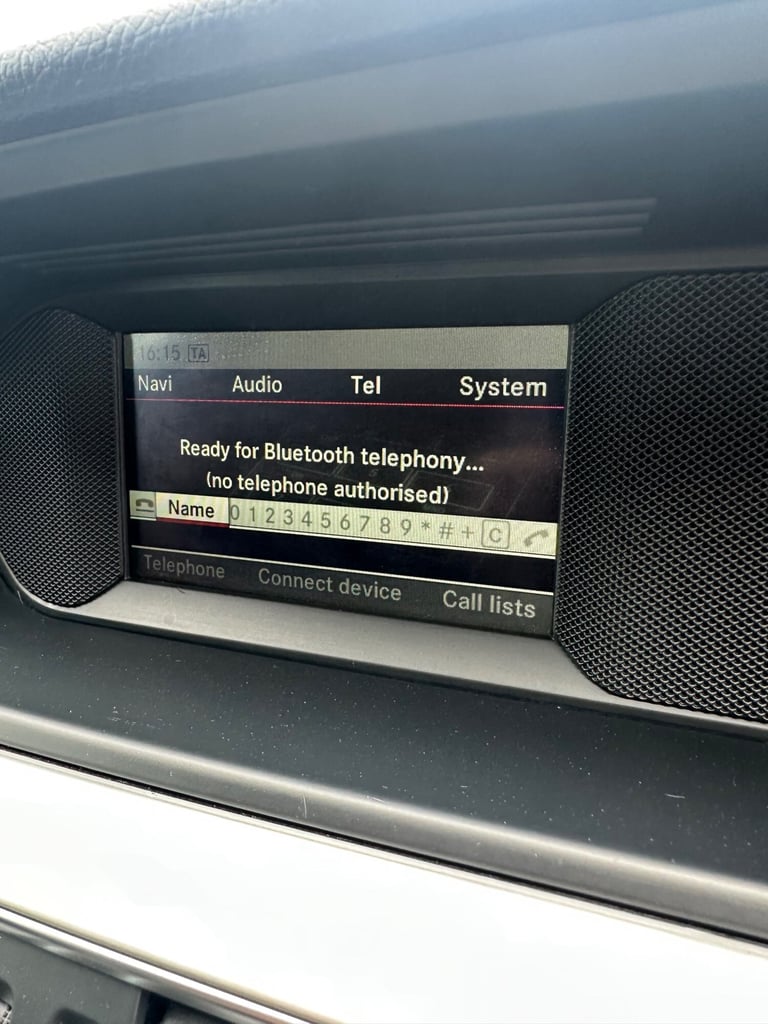 16:15 TA
Navi Audio Tel System
Ready for Bluetooth telephony...
(no telephone authorised)
Name 0 1 2 3 4 5 6 7 8 9 * # + C
Telephone Connect device Call lists